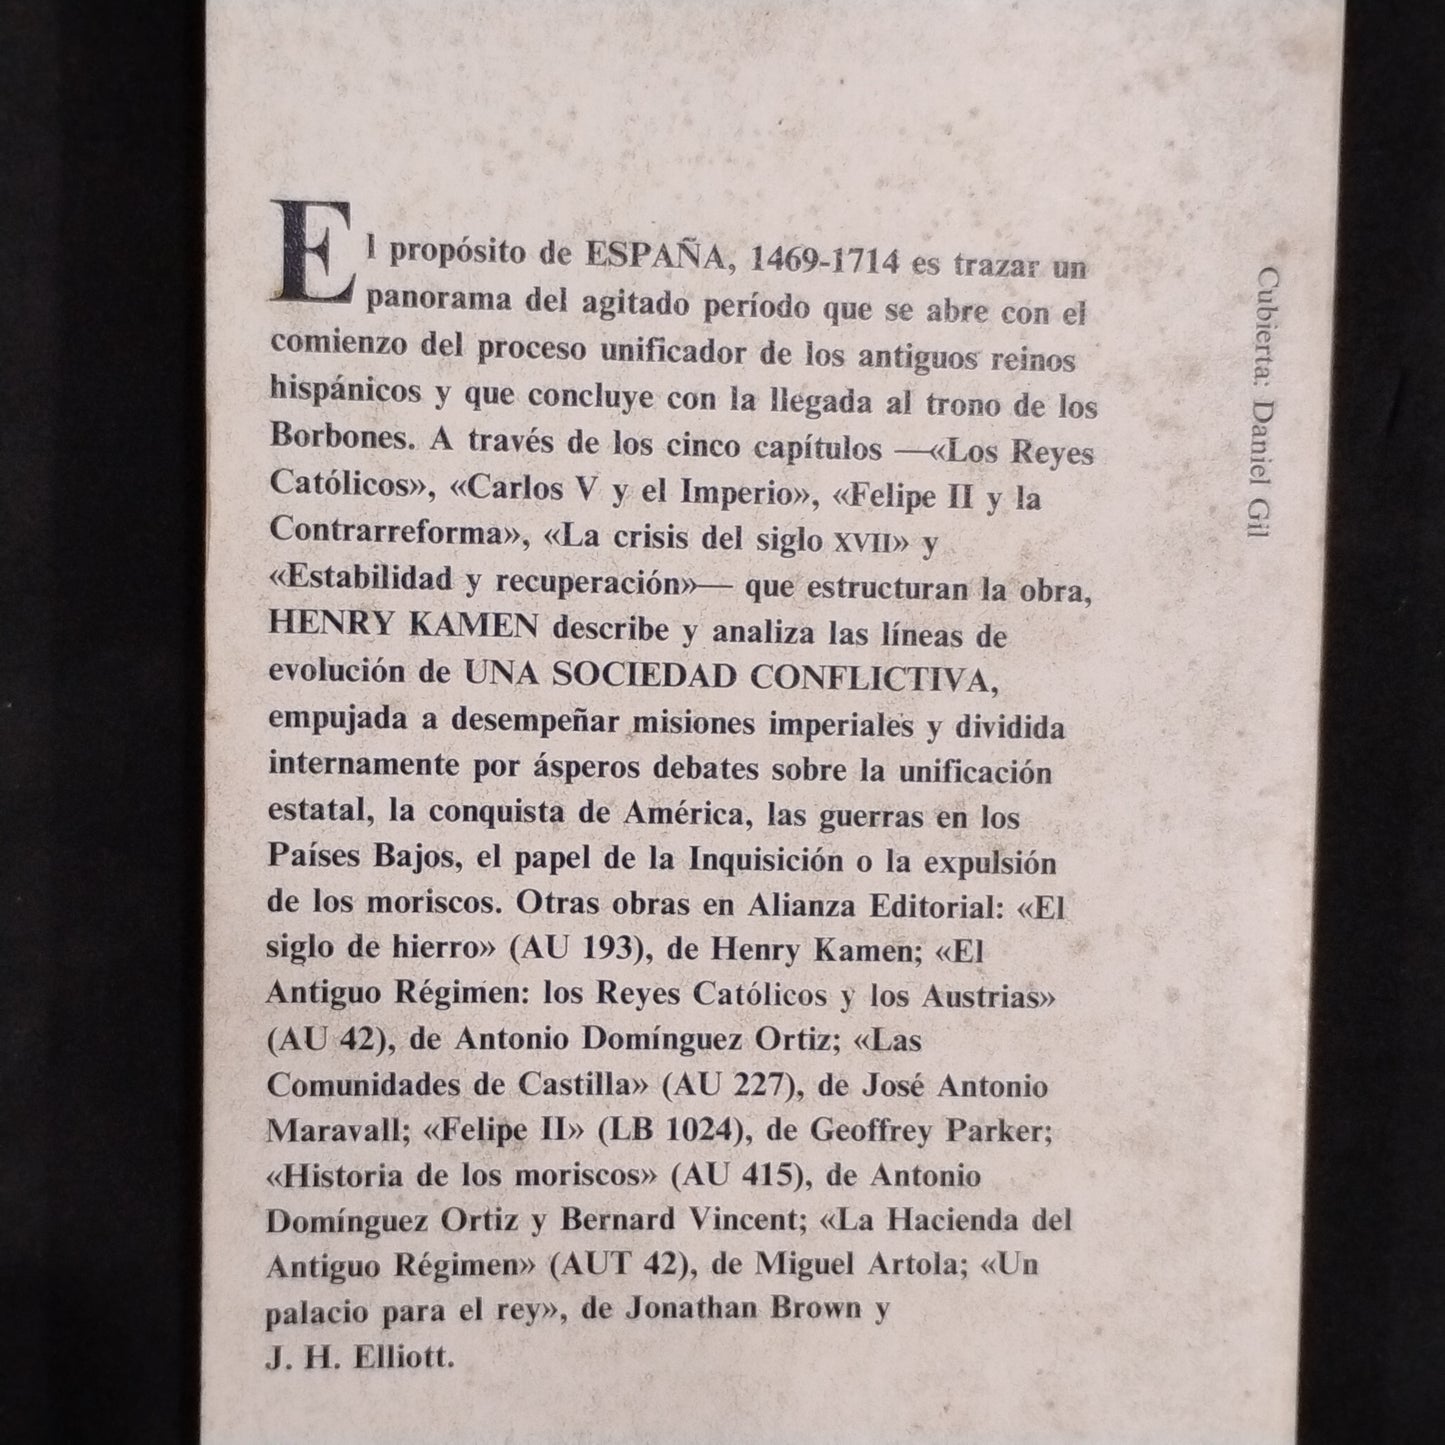 El propósito de ESPAÑA, 1469-1714 es trazar un
panorama del agitado período que se abre con el
comienzo del proceso unificador de los antiguos reinos
hispánicos y que concluye con la llegada al trono de los
Borbones. A través de los cinco capítulos —«Los Reyes
Católicos», «Carlos V y el Imperio», «Felipe II y la
Contrarreforma», «La crisis del siglo XVII» y
«Estabilidad y recuperación»— que estructuran la obra,
HENRY KAMEN describe y analiza las líneas de
evolución de UNA SOCIEDAD CONFLICTIVA,
empujada a desempeñar misiones imperiales y dividida
internamente por ásperos debates sobre la unificación
estatal, la conquista de América, las guerras en los
Países Bajos, el papel de la Inquisición o la expulsión
de los moriscos. Otras obras en Alianza Editorial: «El
siglo de hierro» (AU 193), de Henry Kamen; «El
Antiguo Régimen: los Reyes Católicos y los Austrias»
(AU 42), de Antonio Domínguez Ortiz; «Las
Comunidades de Castilla» (AU 227), de José Antonio
Maravall; «Felipe II» (LB 1024), de Geoffrey Parker;
«Historia de los moriscos» (AU 415), de Antonio
Domínguez Ortiz y Bernard Vincent; «La Hacienda del
Antiguo Régimen» (AUT 42), de Miguel Artola; «Un
palacio para el rey», de Jonathan Brown y
J. H. Elliott.
Cubierta: Daniel Gil